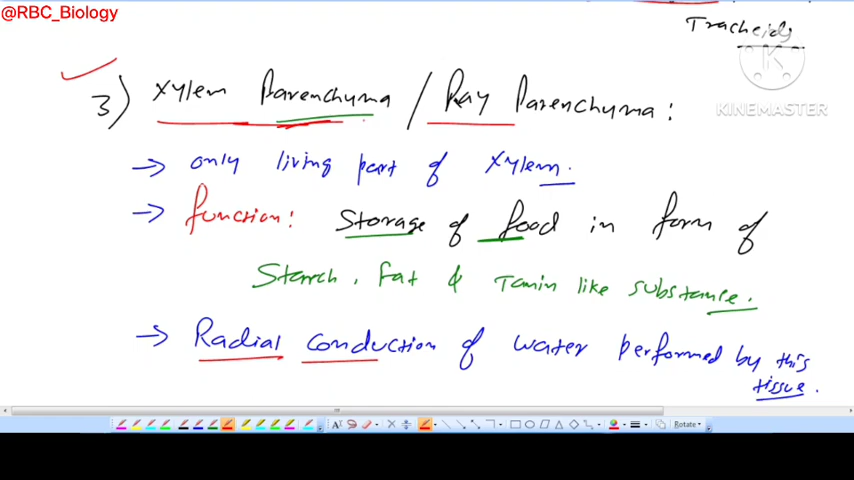 @RBC_Biology
Tracheids
KINEMASTER
3) Xylem Parenchyma / Ray Parenchyma :
→ only living part of xylem.
→ function: Storage of food in form of
Starch, fat & Tanin like substance.
→ Radial conduction of water performed by this
tissue.
Rotate